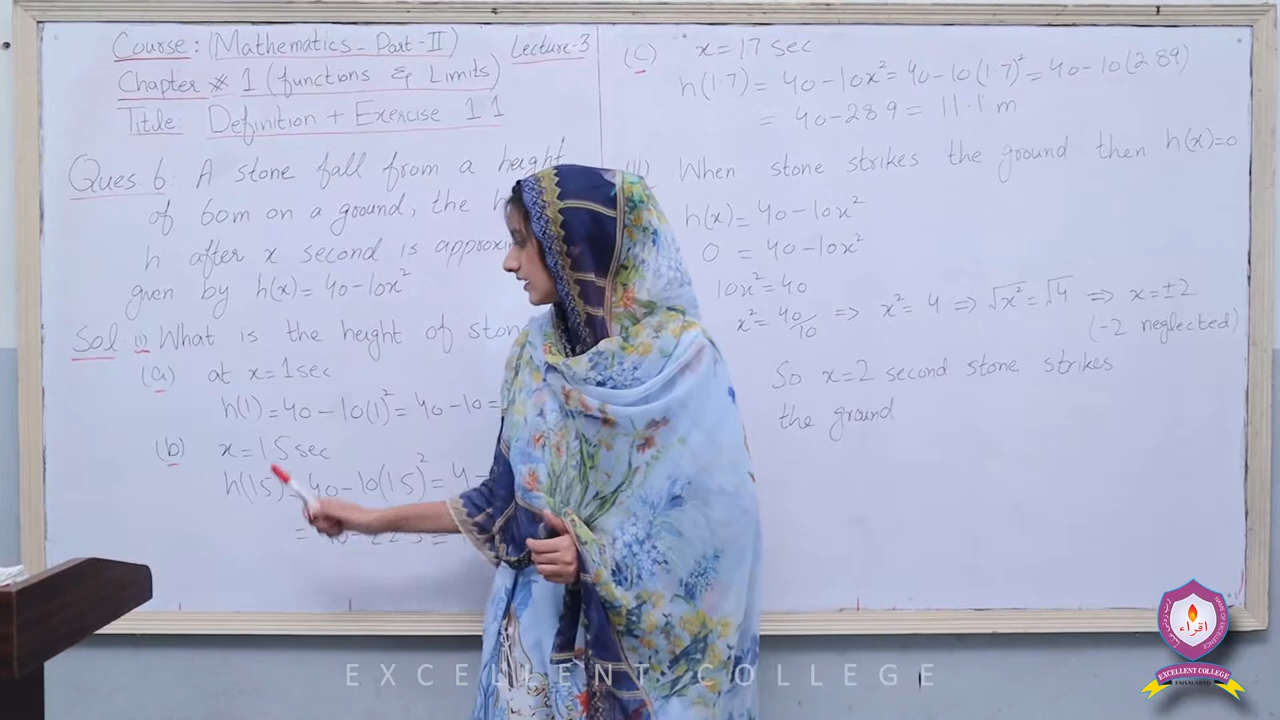 Course: (Mathematics - Part-II) Lecture-3
Chapter # 1 (functions & Limits)
Title: Definition + Exercise 1 1
Ques 6: A stone fall from a height
of 60m on a ground, the
h after x second is
given by h(x) = 40 - 10x²
Sol (i) What is the height of
(a) at x = 1 sec
h(1) = 40 - 10(1)² = 40 - 10 =
(b) x = 1 5 sec
h(1 5) = 40 - 10(1 5)² = 4
(C) x = 1 7 sec
h(1·7) = 40 - 10x² = 40 - 10(1·7)² = 40 - 10(2 89)
= 40 - 28 9 = 11·1 m
When stone strikes the ground then h(x) = 0
h(x) = 40 - 10x²
0 = 40 - 10x²
10x² = 40
x² = 40/10 => x² = 4 => √x² = √4 => x = ±2
(-2 neglected)
So x = 2 second stone strikes
the ground
EXCELLENT COLLEGE
اقراء
EXCELLENT COLLEGE
FAISALABAD